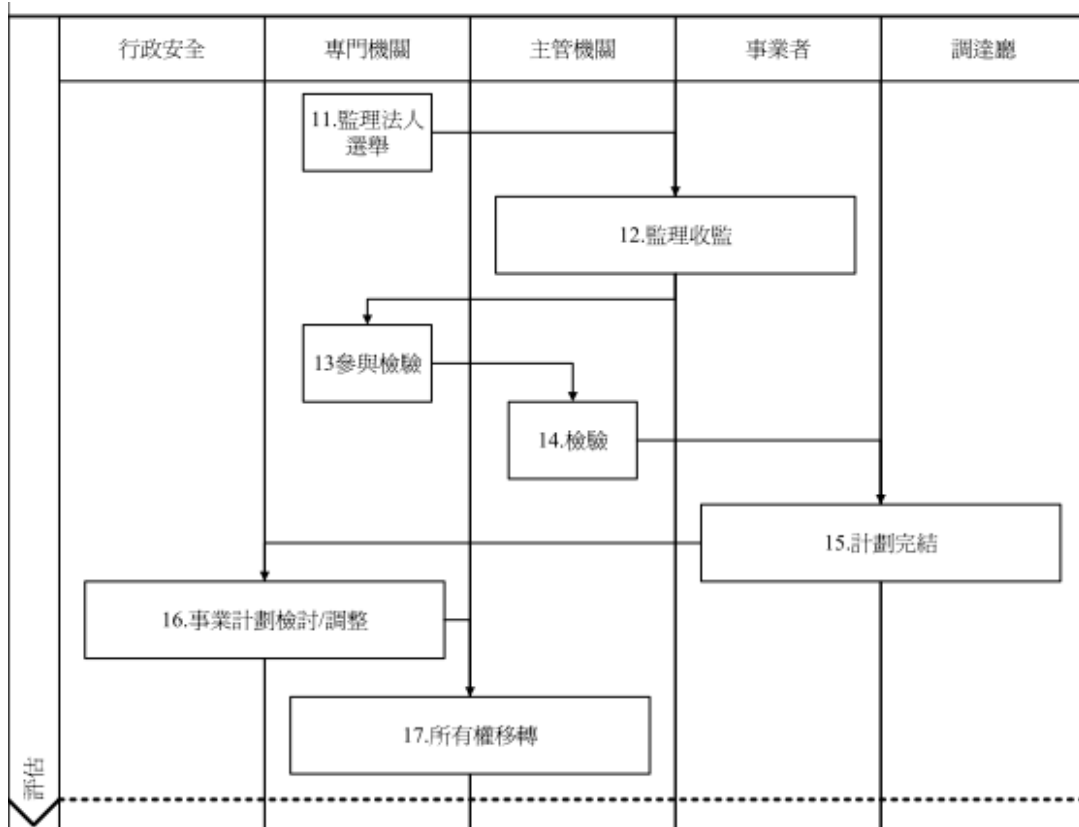 行政安全
專門機關
主管機關
事業者
調達廳
11.監理法人
選舉
12.監理收監
13參與檢驗
14.檢驗
15.計劃完結
16.事業計劃檢討/調整
17.所有權移轉
評估